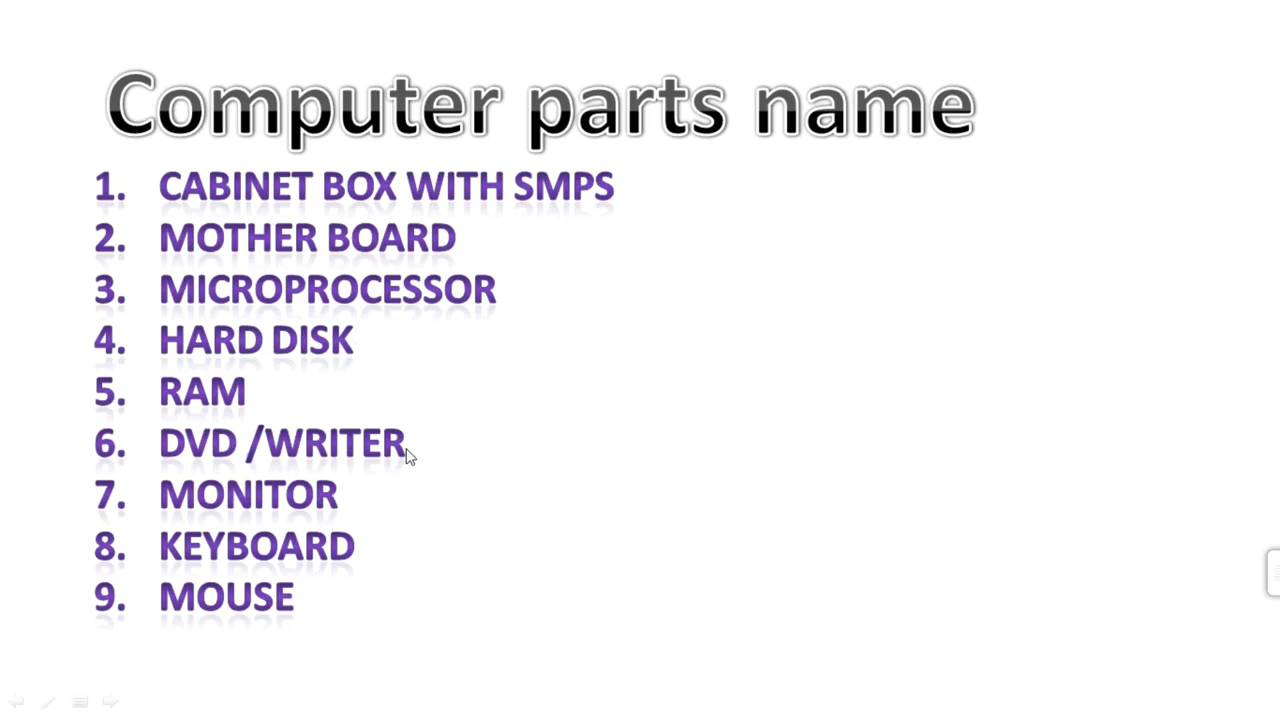 Computer parts name
1. CABINET BOX WITH SMPS
2. MOTHER BOARD
3. MICROPROCESSOR
4. HARD DISK
5. RAM
6. DVD /WRITER
7. MONITOR
8. KEYBOARD
9. MOUSE